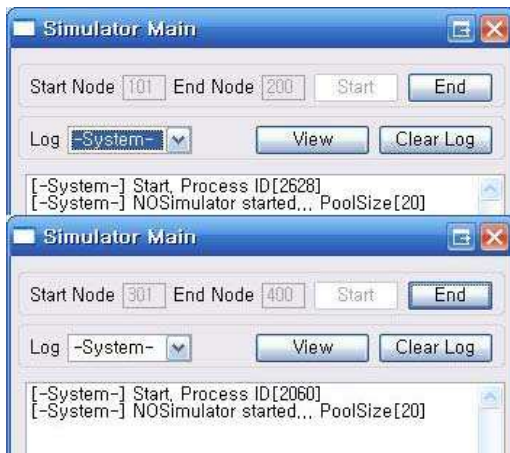 Simulator Main
Start Node 101 End Node 200 Start End
Log -System- View Clear Log
[-System-] Start, Process ID[2628]
[-System-] NOSimulator started,,, PoolSize[20]
Simulator Main
Start Node 301 End Node 400 Start End
Log -System- View Clear Log
[-System-] Start, Process ID[2060]
[-System-] NOSimulator started,,, PoolSize[20]